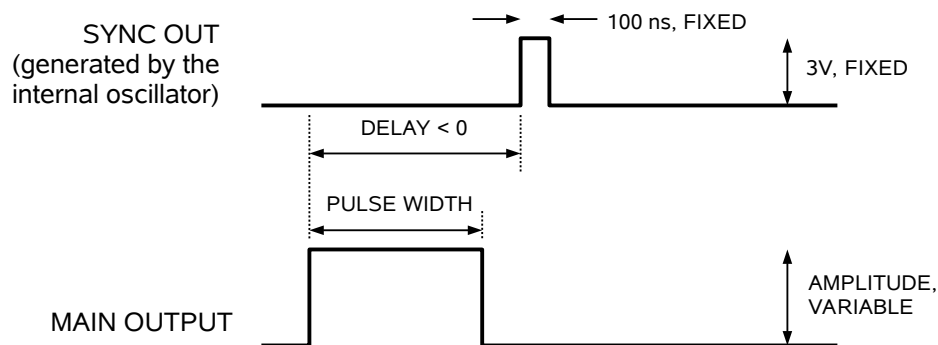 100 ns, FIXED
SYNC OUT
(generated by the
internal oscillator)
3V, FIXED
DELAY < 0
PULSE WIDTH
AMPLITUDE,
VARIABLE
MAIN OUTPUT